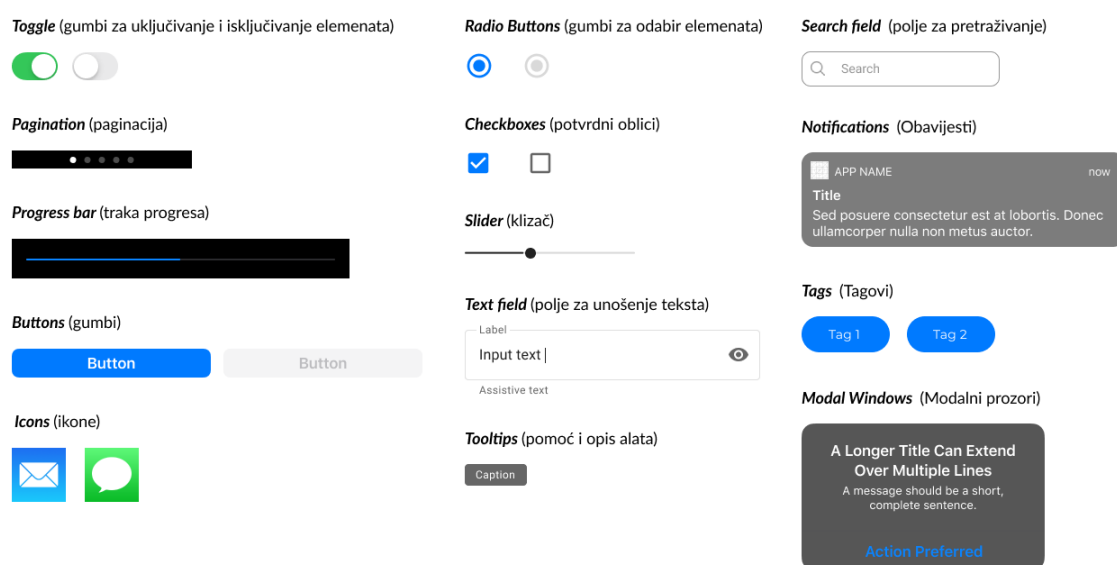 Toggle (gumbi za uključivanje i isključivanje elemenata)
Pagination (paginacija)
Progress bar (traka progresa)
Buttons (gumbi)
Button
Button
Icons (ikone)
Radio Buttons (gumbi za odabir elemenata)
Checkboxes (potvrdni oblici)
Slider (klizač)
Text field (polje za unošenje teksta)
Label
Input text
Assistive text
Tooltips (pomoć i opis alata)
Caption
Search field (polje za pretraživanje)
Search
Notifications (Obavijesti)
APP NAME now
Title
Sed posuere consectetur est at lobortis. Donec
ullamcorper nulla non metus auctor.
Tags (Tagovi)
Tag 1
Tag 2
Modal Windows (Modalni prozori)
A Longer Title Can Extend
Over Multiple Lines
A message should be a short,
complete sentence.
Action Preferred